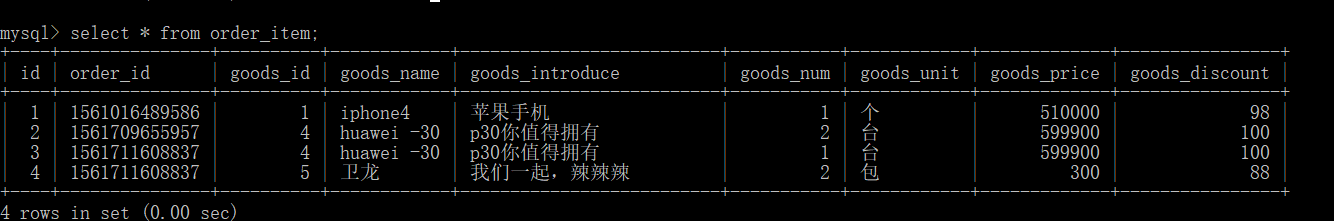 mysql> select * from order_item;
| id | order_id | goods_id | goods_name | goods_introduce | goods_num | goods_unit | goods_price | goods_discount |
| 1 | 1561016489586 | 1 | iphone4 | 苹果手机 | 1 | 个 | 510000 | 98 |
| 2 | 1561709655957 | 4 | huawei -30 | p30你值得拥有 | 2 | 台 | 599900 | 100 |
| 3 | 1561711608837 | 4 | huawei -30 | p30你值得拥有 | 1 | 台 | 599900 | 100 |
| 4 | 1561711608837 | 5 | 卫龙 | 我们一起，辣辣辣 | 2 | 包 | 300 | 88 |
4 rows in set (0.00 sec)